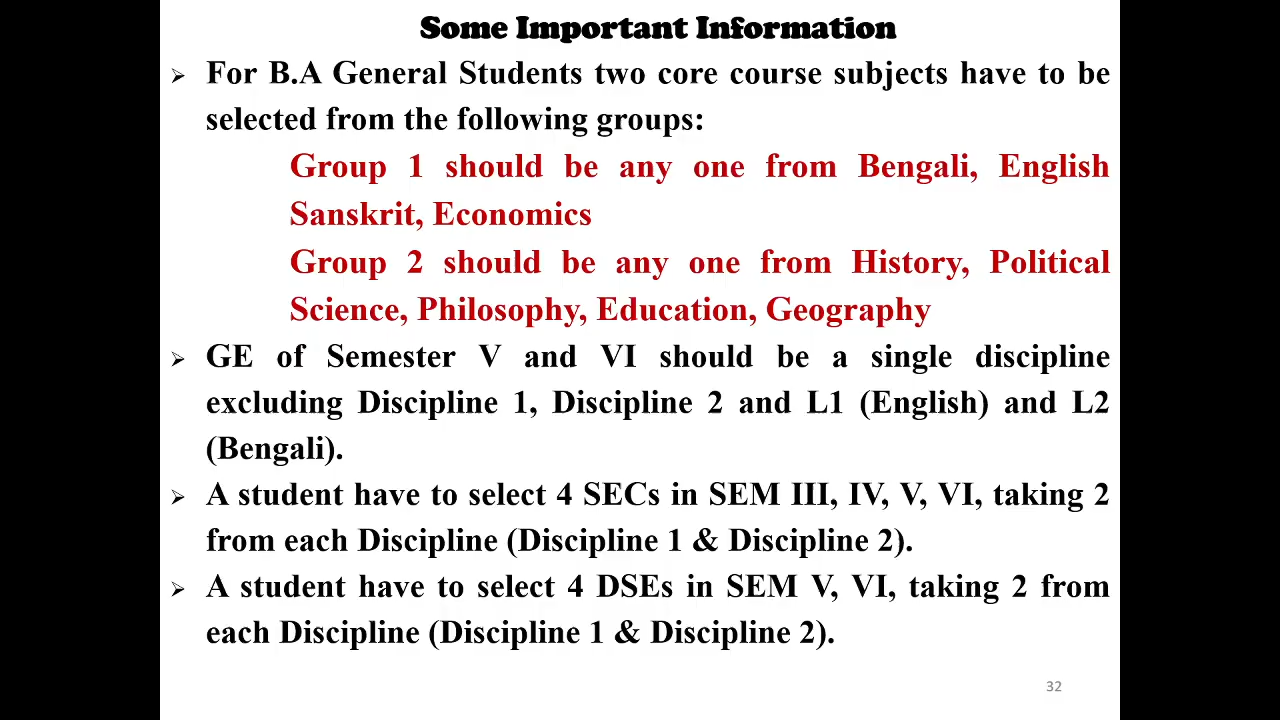 Some Important Information
➢ For B.A General Students two core course subjects have to be
selected from the following groups:
Group 1 should be any one from Bengali, English
Sanskrit, Economics
Group 2 should be any one from History, Political
Science, Philosophy, Education, Geography
➢ GE of Semester V and VI should be a single discipline
excluding Discipline 1, Discipline 2 and L1 (English) and L2
(Bengali).
➢ A student have to select 4 SECs in SEM III, IV, V, VI, taking 2
from each Discipline (Discipline 1 & Discipline 2).
➢ A student have to select 4 DSEs in SEM V, VI, taking 2 from
each Discipline (Discipline 1 & Discipline 2).
32